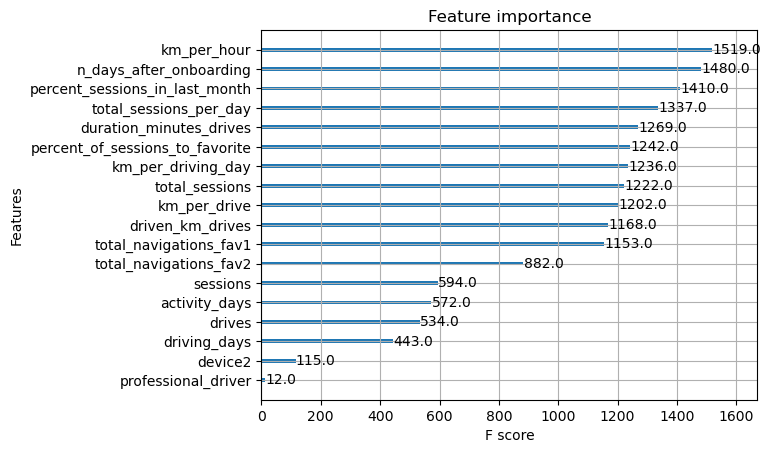 Feature importance
Features
km_per_hour 1519.0
n_days_after_onboarding 1480.0
percent_sessions_in_last_month 1410.0
total_sessions_per_day 1337.0
duration_minutes_drives 1269.0
percent_of_sessions_to_favorite 1242.0
km_per_driving_day 1236.0
total_sessions 1222.0
km_per_drive 1202.0
driven_km_drives 1168.0
total_navigations_fav1 1153.0
total_navigations_fav2 882.0
sessions 594.0
activity_days 572.0
drives 534.0
driving_days 443.0
device2 115.0
professional_driver 12.0
0 200 400 600 800 1000 1200 1400 1600
F score